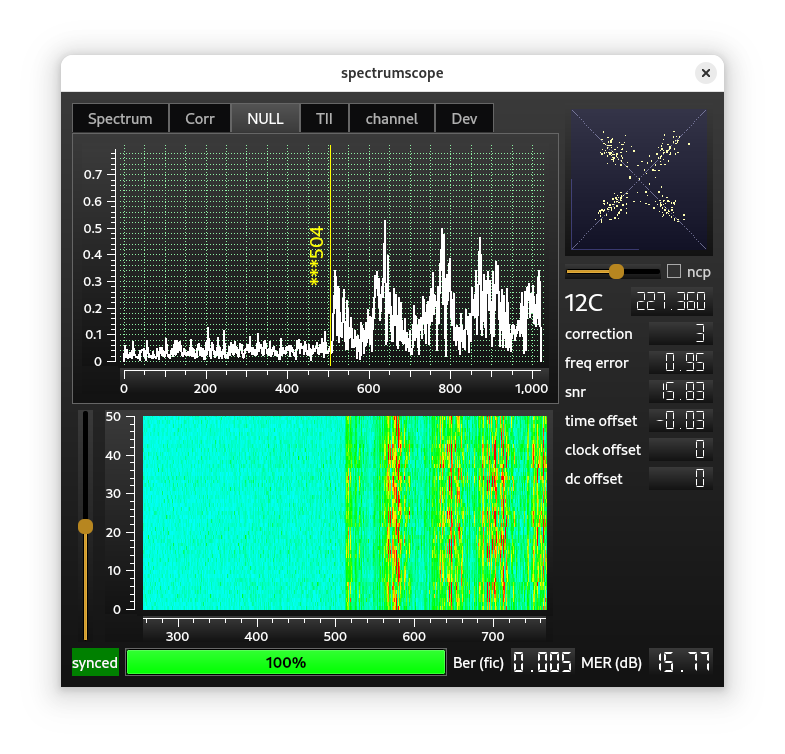 spectrumscope
Spectrum Corr NULL TII channel Dev
0.7
0.6
0.5
0.4
0.3
0.2
0.1
0
***504
0 200 400 600 800 1,000
ncp
12C 227.360
correction 3
freq error 0.95
snr 15.83
time offset -0.03
clock offset 0
dc offset 0
50
40
30
20
10
0
300 400 500 600 700
synced 100% Ber (fic) 0.005 MER (dB) 15.77